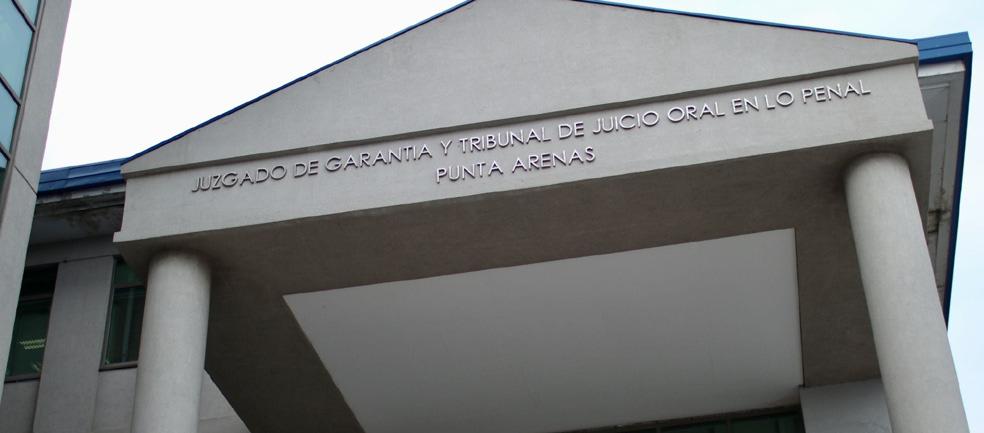 JUZGADO DE GARANTIA Y TRIBUNAL DE JUICIO ORAL EN LO PENAL
PUNTA ARENAS